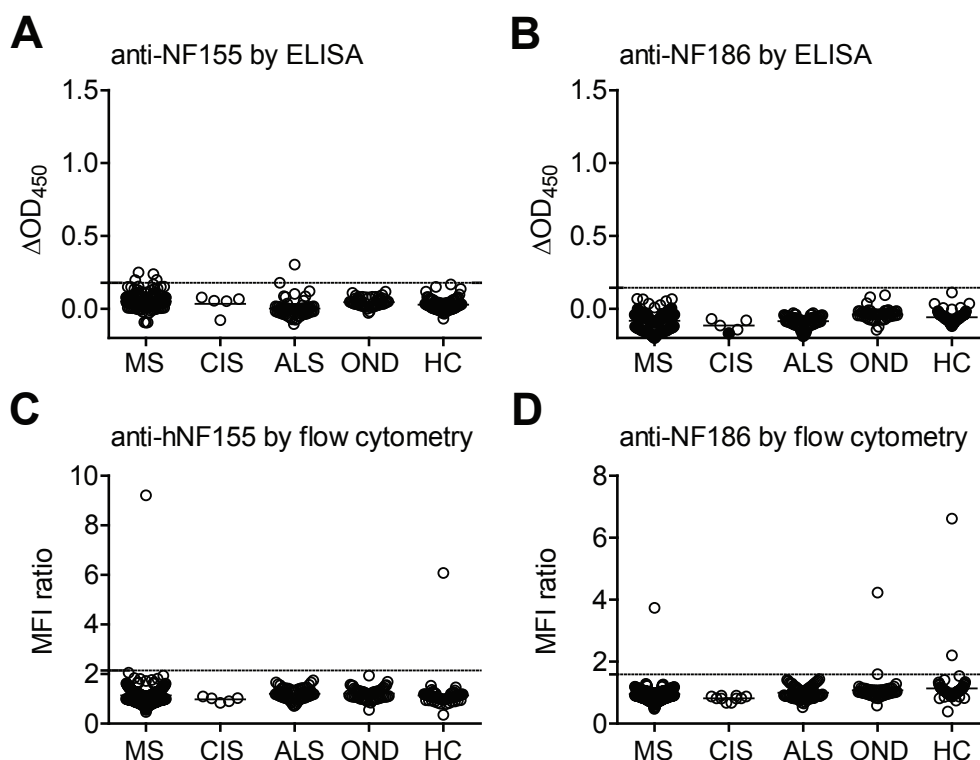 A
anti-NF155 by ELISA
1.5
1.0
0.5
0.0
ΔOD450
MS CIS ALS OND HC
B
anti-NF186 by ELISA
1.5
1.0
0.5
0.0
ΔOD450
MS CIS ALS OND HC
C
anti-hNF155 by flow cytometry
10
8
6
4
2
0
MFI ratio
MS CIS ALS OND HC
D
anti-NF186 by flow cytometry
8
6
4
2
0
MFI ratio
MS CIS ALS OND HC